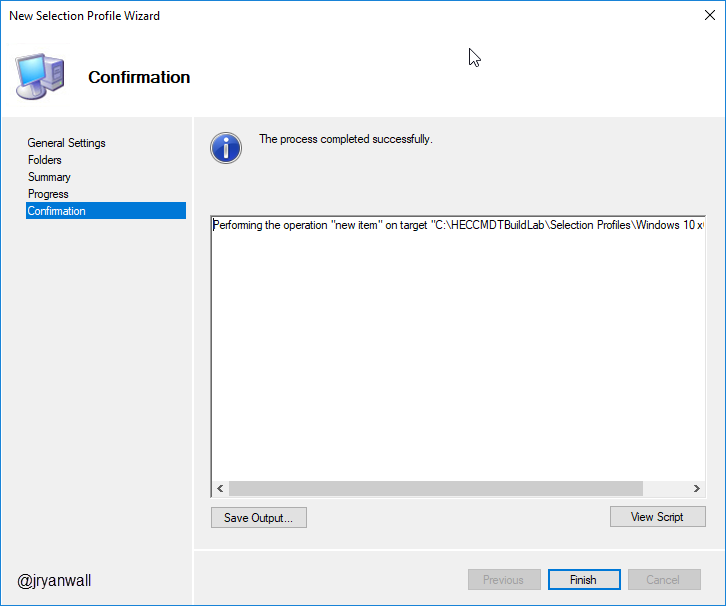 New Selection Profile Wizard
Confirmation
General Settings
Folders
Summary
Progress
Confirmation
The process completed successfully.
Performing the operation "new item" on target "C:\HECCMDTBuildLab\Selection Profiles\Windows 10 x
Save Output...
View Script
@jryanwall
Previous
Finish
Cancel